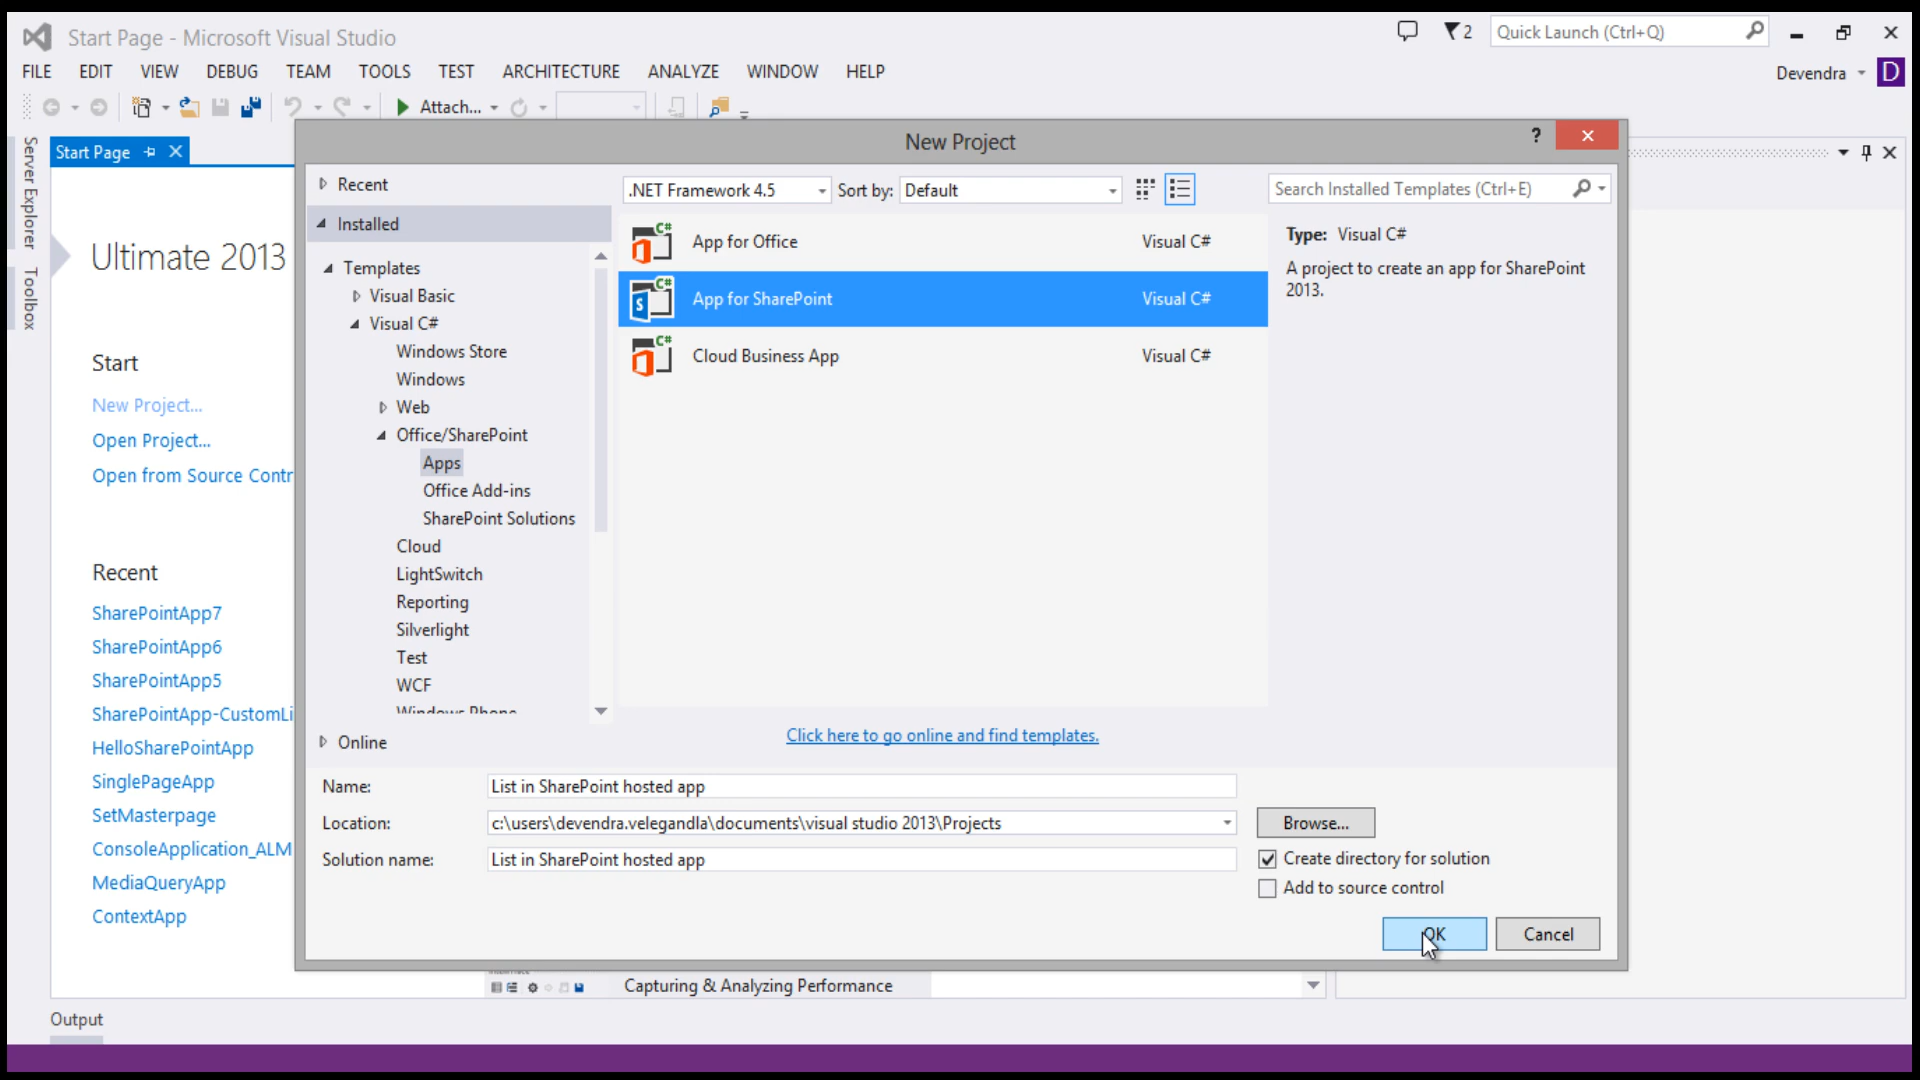 Start Page - Microsoft Visual Studio
2
Quick Launch (Ctrl+Q)
FILE EDIT VIEW DEBUG TEAM TOOLS TEST ARCHITECTURE ANALYZE WINDOW HELP
Devendra D
Attach...
New Project
?
Server Explorer
Toolbox
Start Page
Ultimate 2013
Start
New Project...
Open Project...
Open from Source Contr
Recent
SharePointApp7
SharePointApp6
SharePointApp5
SharePointApp-CustomLi
HelloSharePointApp
SinglePageApp
SetMasterpage
ConsoleApplication_ALM
MediaQueryApp
ContextApp
Recent
Installed
Templates
Visual Basic
Visual C#
Windows Store
Windows
Web
Office/SharePoint
Apps
Office Add-ins
SharePoint Solutions
Cloud
LightSwitch
Reporting
Silverlight
Test
WCF
Windows Phone
Online
.NET Framework 4.5 Sort by: Default
Search Installed Templates (Ctrl+E)
C# App for Office Visual C#
C# S App for SharePoint Visual C#
C# Cloud Business App Visual C#
Type: Visual C#
A project to create an app for SharePoint
2013.
Click here to go online and find templates.
Name: List in SharePoint hosted app
Location: c:\users\devendra.velegandla\documents\visual studio 2013\Projects Browse...
Solution name: List in SharePoint hosted app
Create directory for solution
Add to source control
OK Cancel
Capturing & Analyzing Performance
Output